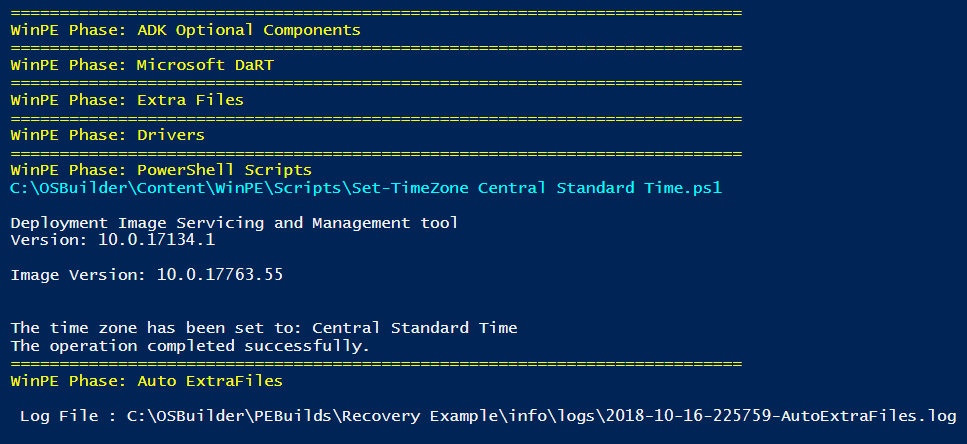 ===========================================================================
WinPE Phase: ADK Optional Components
===========================================================================
WinPE Phase: Microsoft DaRT
===========================================================================
WinPE Phase: Extra Files
===========================================================================
WinPE Phase: Drivers
===========================================================================
WinPE Phase: PowerShell Scripts
C:\OSBuilder\Content\WinPE\Scripts\Set-TimeZone Central Standard Time.ps1
Deployment Image Servicing and Management tool
Version: 10.0.17134.1
Image Version: 10.0.17763.55
The time zone has been set to: Central Standard Time
The operation completed successfully.
===========================================================================
WinPE Phase: Auto ExtraFiles
Log File : C:\OSBuilder\PEBuilds\Recovery Example\info\logs\2018-10-16-225759-AutoExtraFiles.log